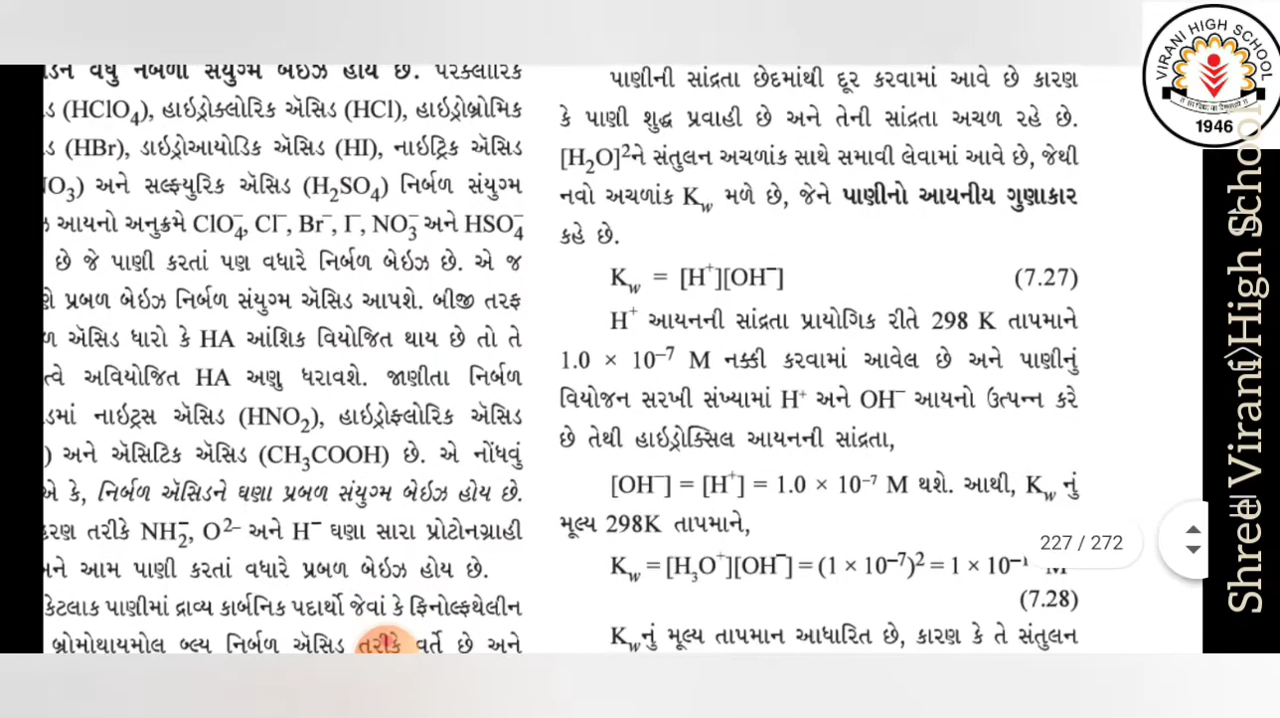 વધુ નિર્બળ સંયુગ્મ બેઇઝ હોય છે. પરક્લોરિક
(HClO₄), હાઇડ્રોક્લોરિક ઍસિડ (HCl), હાઇડ્રોબ્રોમિક
(HBr), ડાઇડ્રોઆયોડિક ઍસિડ (HI), નાઇટ્રિક ઍસિડ
અને સલ્ફ્યુરિક ઍસિડ (H₂SO₄) નિર્બળ સંયુગ્મ
આયનો અનુક્રમે ClO₄⁻, Cl⁻, Br⁻, I⁻, NO₃⁻ અને HSO₄⁻
છે જે પાણી કરતાં પણ વધારે નિર્બળ બેઇઝ છે. એ જ
પ્રબળ બેઇઝ નિર્બળ સંયુગ્મ ઍસિડ આપશે. બીજી તરફ
ઍસિડ ધારો કે HA આંશિક વિયોજિત થાય છે તો તે
અવિયોજિત HA અણુ ધરાવશે. જાણીતા નિર્બળ
નાઇટ્રસ ઍસિડ (HNO₂), હાઇડ્રોફ્લોરિક ઍસિડ
) અને ઍસિટિક ઍસિડ (CH₃COOH) છે. એ નોંધવું
કે, નિર્બળ ઍસિડને ઘણા પ્રબળ સંયુગ્મ બેઇઝ હોય છે.
તરીકે NH₂⁻, O²⁻ અને H⁻ ઘણા સારા પ્રોટોનગ્રાહી
આમ પાણી કરતાં વધારે પ્રબળ બેઇઝ હોય છે.
કેટલાક પાણીમાં દ્રાવ્ય કાર્બનિક પદાર્થો જેવાં કે ફિનોલ્ફથેલીન
બ્રોમોથાયમોલ બ્લ્ય નિર્બળ ઍસિડ તરીકે વર્તે છે અને
પાણીની સાંદ્રતા છેદમાંથી દૂર કરવામાં આવે છે કારણ
કે પાણી શુદ્ધ પ્રવાહી છે અને તેની સાંદ્રતા અચળ રહે છે.
[H₂O]²ને સંતુલન અચળાંક સાથે સમાવી લેવામાં આવે છે, જેથી
નવો અચળાંક Kw મળે છે, જેને પાણીનો આયનીય ગુણાકાર
કહે છે.
Kw = [H⁺][OH⁻] (7.27)
H⁺ આયનની સાંદ્રતા પ્રાયોગિક રીતે 298 K તાપમાને
1.0 × 10⁻⁷ M નક્કી કરવામાં આવેલ છે અને પાણીનું
વિયોજન સરખી સંખ્યામાં H⁺ અને OH⁻ આયનો ઉત્પન્ન કરે
છે તેથી હાઇડ્રોક્સિલ આયનની સાંદ્રતા,
[OH⁻] = [H⁺] = 1.0 × 10⁻⁷ M થશે. આથી, Kw નું
મૂલ્ય 298K તાપમાને,
Kw = [H₃O⁺][OH⁻] = (1 × 10⁻⁷)² = 1 × 10⁻
(7.28)
Kw નું મૂલ્ય તાપમાન આધારિત છે, કારણ કે તે સંતુલન
227 / 272
VIRANI HIGH SCHOOL
1946
Shree Virani High School